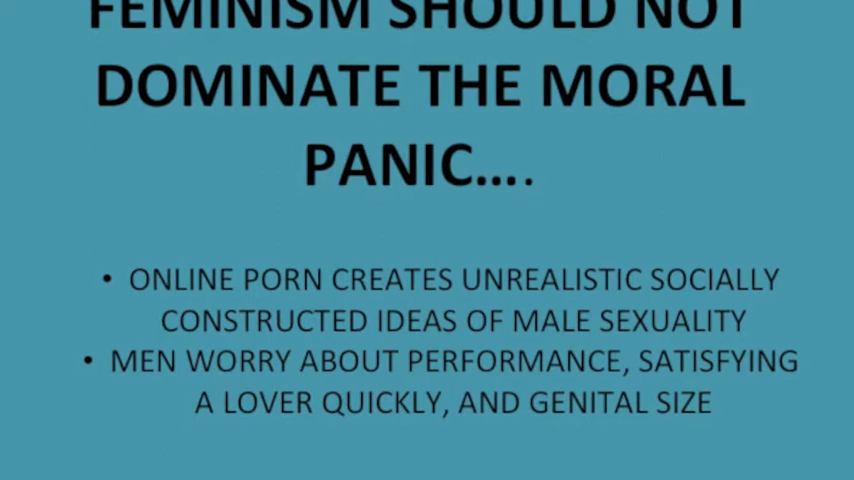 FEMINISM SHOULD NOT
DOMINATE THE MORAL
PANIC….
• ONLINE PORN CREATES UNREALISTIC SOCIALLY
CONSTRUCTED IDEAS OF MALE SEXUALITY
• MEN WORRY ABOUT PERFORMANCE, SATISFYING
A LOVER QUICKLY, AND GENITAL SIZE